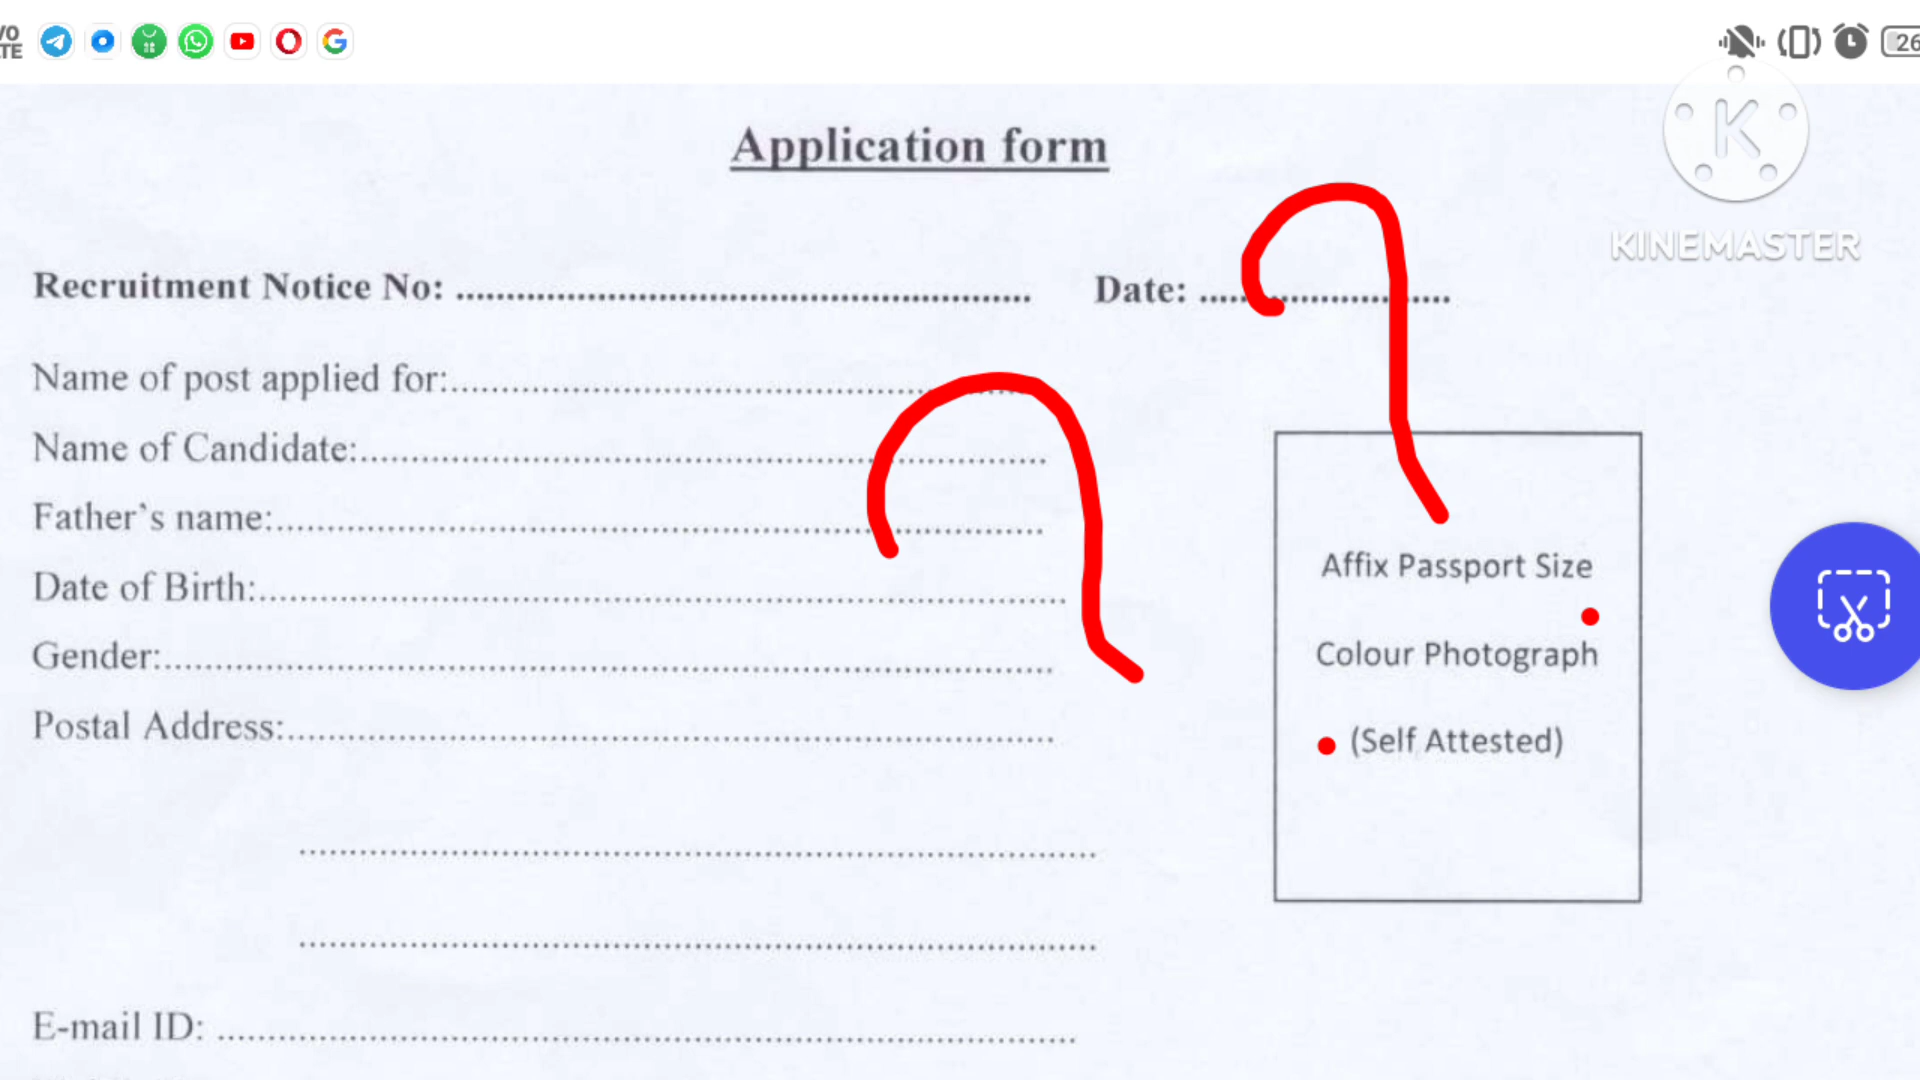 26
Application form
K
KINEMASTER
Recruitment Notice No: ............................................................ Date: ..........................
Name of post applied for:............................................................
Name of Candidate:......................................................................
Father's name:..............................................................................
Date of Birth:.................................................................................
Gender:..........................................................................................
Postal Address:..............................................................................
Affix Passport Size
Colour Photograph
(Self Attested)
................................................................................
................................................................................
E-mail ID: ......................................................................................